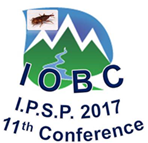 IOBC
I.P.S.P. 2017
11th Conference